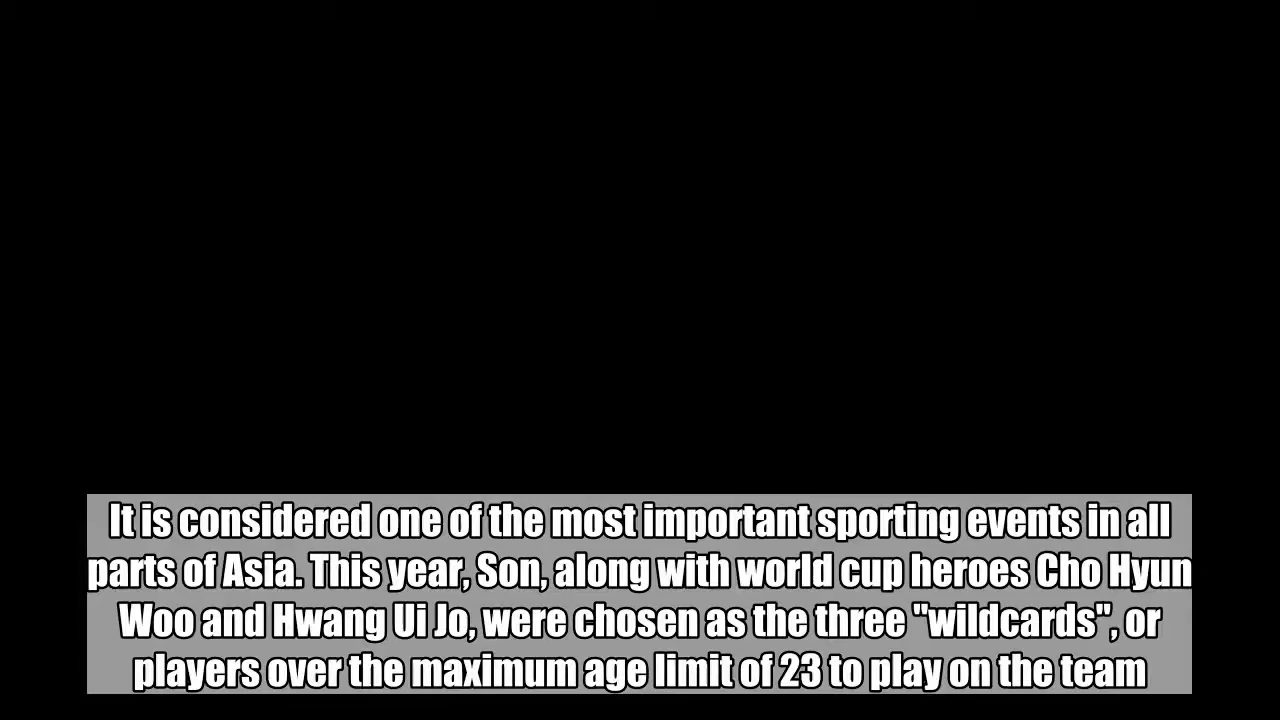 It is considered one of the most important sporting events in all
parts of Asia. This year, Son, along with world cup heroes Cho Hyun
Woo and Hwang Ui Jo, were chosen as the three "wildcards", or
players over the maximum age limit of 23 to play on the team